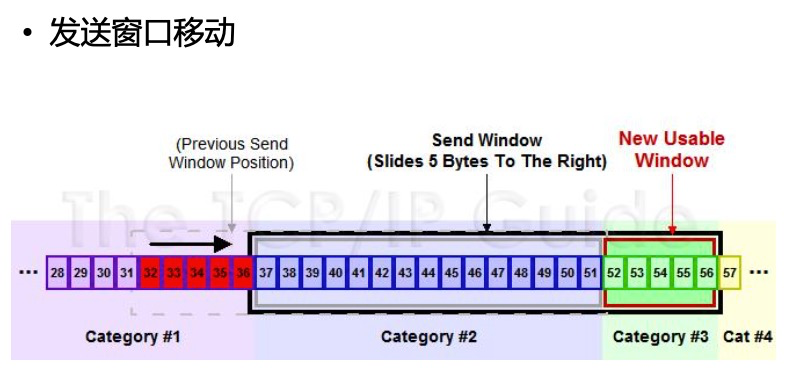 • 发送窗口移动
(Previous Send
Window Position)
Send Window
(Slides 5 Bytes To The Right)
New Usable
Window
The TCP/IP Guide
... 28 29 30 31 32 33 34 35 36 37 38 39 40 41 42 43 44 45 46 47 48 49 50 51 52 53 54 55 56 57 ...
Category #1 Category #2 Category #3 Cat #4